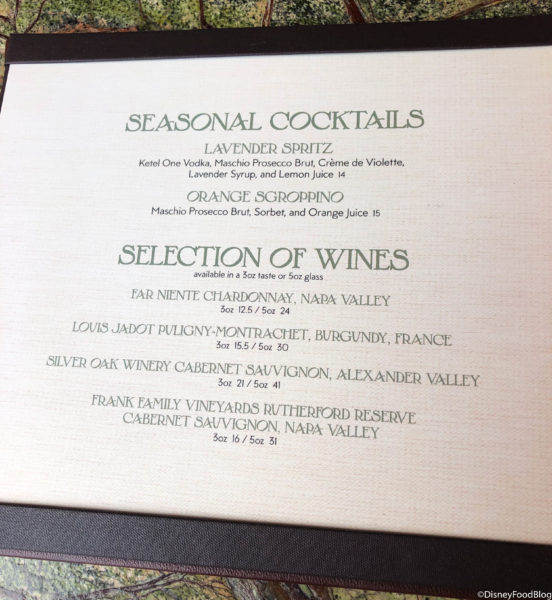 SEASONAL COCKTAILS
LAVENDER SPRITZ
Ketel One Vodka, Maschio Prosecco Brut, Crème de Violette,
Lavender Syrup, and Lemon Juice 14
ORANGE SGROPPINO
Maschio Prosecco Brut, Sorbet, and Orange Juice 15
SELECTION OF WINES
available in a 3oz taste or 5oz glass
FAR NIENTE CHARDONNAY, NAPA VALLEY
3oz 12.5 / 5oz 24
LOUIS JADOT PULIGNY-MONTRACHET, BURGUNDY, FRANCE
3oz 15.5 / 5oz 30
SILVER OAK WINERY CABERNET SAUVIGNON, ALEXANDER VALLEY
3oz 21 / 5oz 41
FRANK FAMILY VINEYARDS RUTHERFORD RESERVE
CABERNET SAUVIGNON, NAPA VALLEY
3oz 16 / 5oz 31
©DisneyFoodBlog